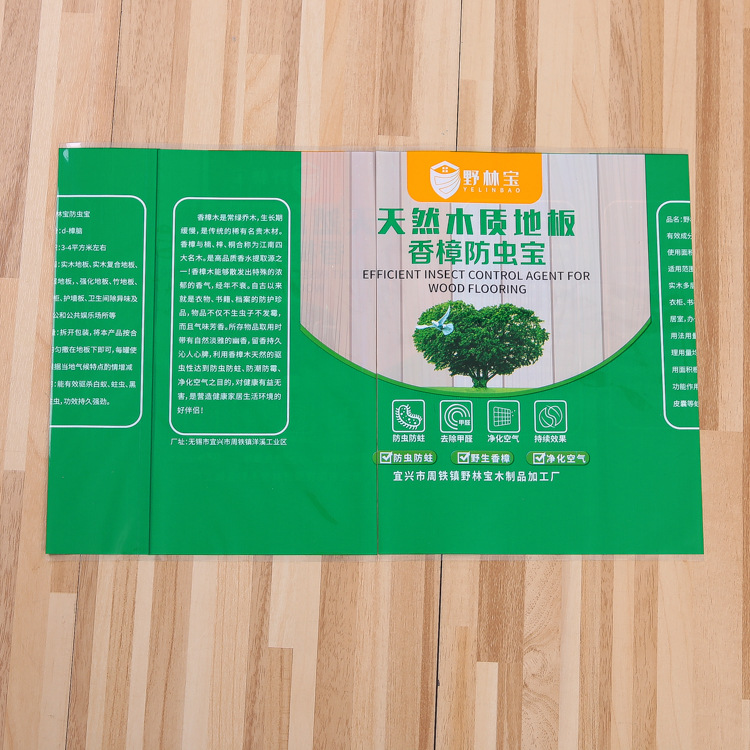 林宝防虫宝
:d-樟脑
:3-4平方米左右
:实木地板、实木复合地板、
地板、强化地板、竹地板、
柜、护墙板、卫生间除异味及
公和公共娱乐场所等
:拆开包装,将本产品按合
匀撒在地板下即可,每罐使
据当地气候特点酌情增减
:能有效驱杀白蚁、蛀虫、黑
虫,功效持久强劲。
香樟木是常绿乔木,生长期
缓慢,是传统的稀有名贵木材。
香樟与楠、梓、桐合称为江南四
大名木。是高品质香水提取源之
一!香樟木能够散发出特殊的浓
郁的香气,经年不衰。自古以来
就是衣物、书籍、档案的防护珍
品,物品不仅不生虫子不发霉,
而且气味芳香。所存物品取用时
带有自然淡雅的幽香,留香持久
沁人心脾,利用香樟木天然的驱
虫性达到防虫防蛀、防潮防霉、
净化空气之目的,对健康有益无
害,是营造健康家居生活环境的
好伴侣!
厂址:无锡市宜兴市周铁镇洋溪工业区
野林宝
YELINBAO
天然木质地板
香樟防虫宝
EFFICIENT INSECT CONTROL AGENT FOR
WOOD FLOORING
甲醛
防虫防蛀 去除甲醛 净化空气 持续效果
防虫防蛀 野生香樟 净化空气
宜兴市周铁镇野林宝木制品加工厂
品名:野
有效成分
使用面积
适用范围
实木多层
衣柜、书
居室,办
用法用量
理用量均
用面积板
功能作用
皮囊等蛀